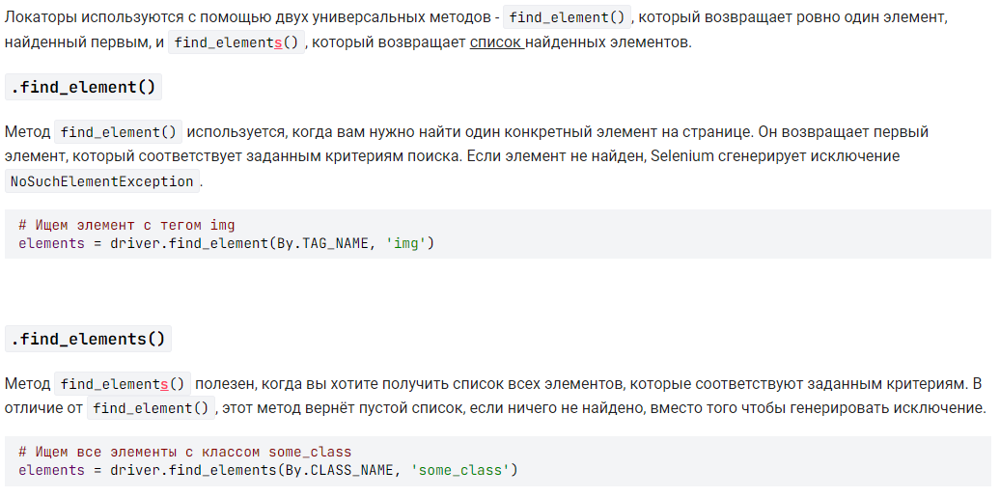 Локаторы используются с помощью двух универсальных методов - find_element(), который возвращает ровно один элемент,
найденный первым, и find_elements(), который возвращает список найденных элементов.
.find_element()
Метод find_element() используется, когда вам нужно найти один конкретный элемент на странице. Он возвращает первый
элемент, который соответствует заданным критериям поиска. Если элемент не найден, Selenium сгенерирует исключение
NoSuchElementException.
# Ищем элемент с тегом img
elements = driver.find_element(By.TAG_NAME, 'img')
.find_elements()
Метод find_elements() полезен, когда вы хотите получить список всех элементов, которые соответствуют заданным критериям. В
отличие от find_element(), этот метод вернёт пустой список, если ничего не найдено, вместо того чтобы генерировать исключение.
# Ищем все элементы с классом some_class
elements = driver.find_elements(By.CLASS_NAME, 'some_class')